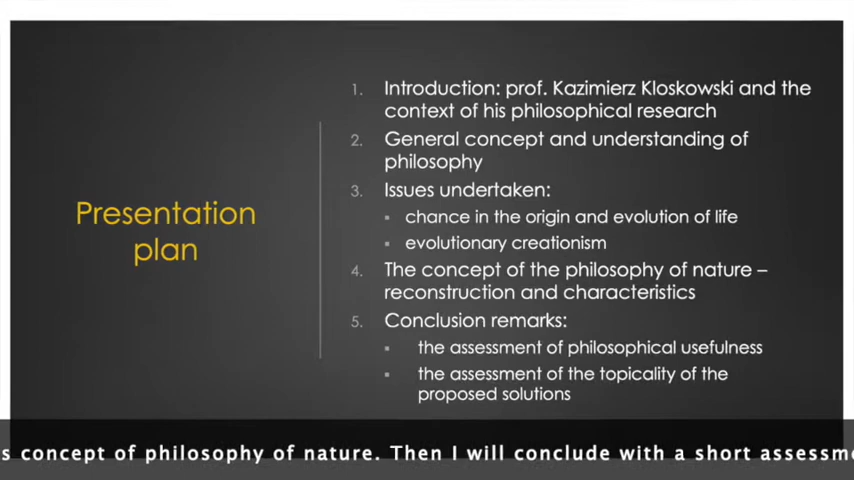 Presentation
plan
1. Introduction: prof. Kazimierz Kloskowski and the
context of his philosophical research
2. General concept and understanding of
philosophy
3. Issues undertaken:
▪ chance in the origin and evolution of life
▪ evolutionary creationism
4. The concept of the philosophy of nature –
reconstruction and characteristics
5. Conclusion remarks:
▪ the assessment of philosophical usefulness
▪ the assessment of the topicality of the
proposed solutions
s concept of philosophy of nature. Then I will conclude with a short assessm